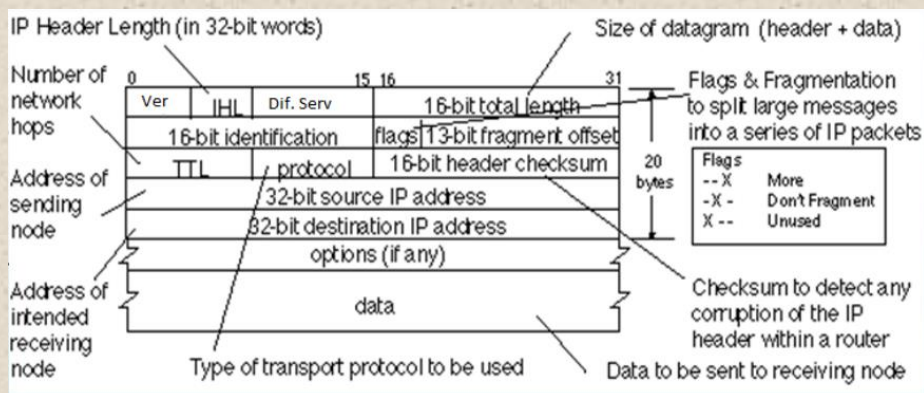 IP Header Length (in 32-bit words)
Size of datagram (header + data)
Number of
network
hops
0
15 16
31
Flags & Fragmentation
to split large messages
into a series of IP packets
Ver
IHL
Dif. Serv
16-bit total length
16-bit identification
flags
13-bit fragment offset
TTL
protocol
16-bit header checksum
20
bytes
Flags
--X More
-X- Don't Fragment
X-- Unused
Address of
sending
node
32-bit source IP address
32-bit destination IP address
options (if any)
data
Address of
intended
receiving
node
Checksum to detect any
corruption of the IP
header within a router
Type of transport protocol to be used
Data to be sent to receiving node